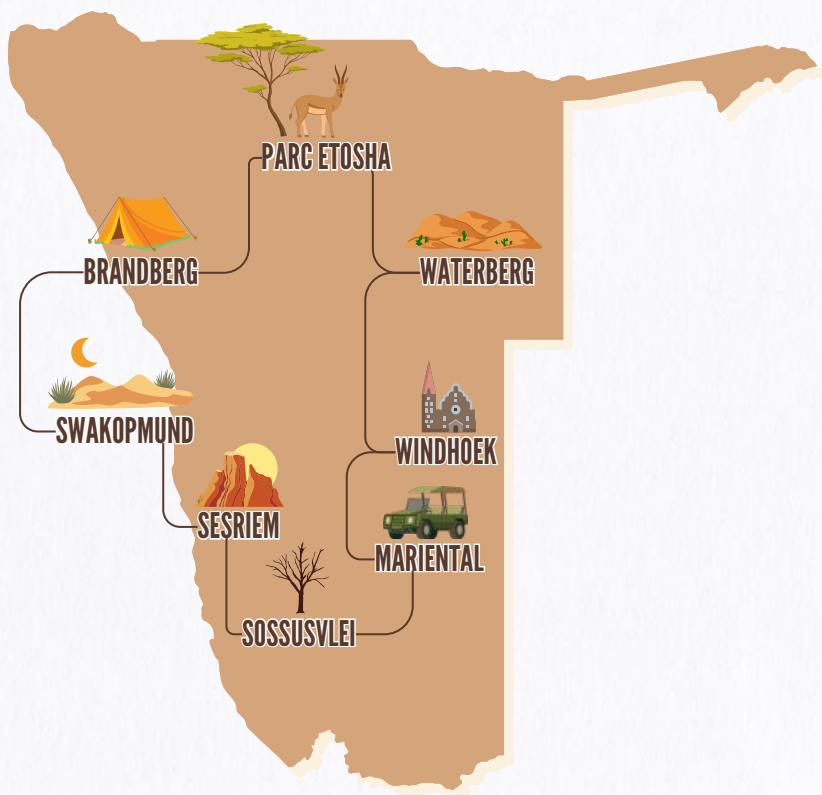 PARC ETOSHA
BRANDBERG
WATERBERG
SWAKOPMUND
WINDHOEK
SESRIEM
MARIENTAL
SOSSUSVLEI